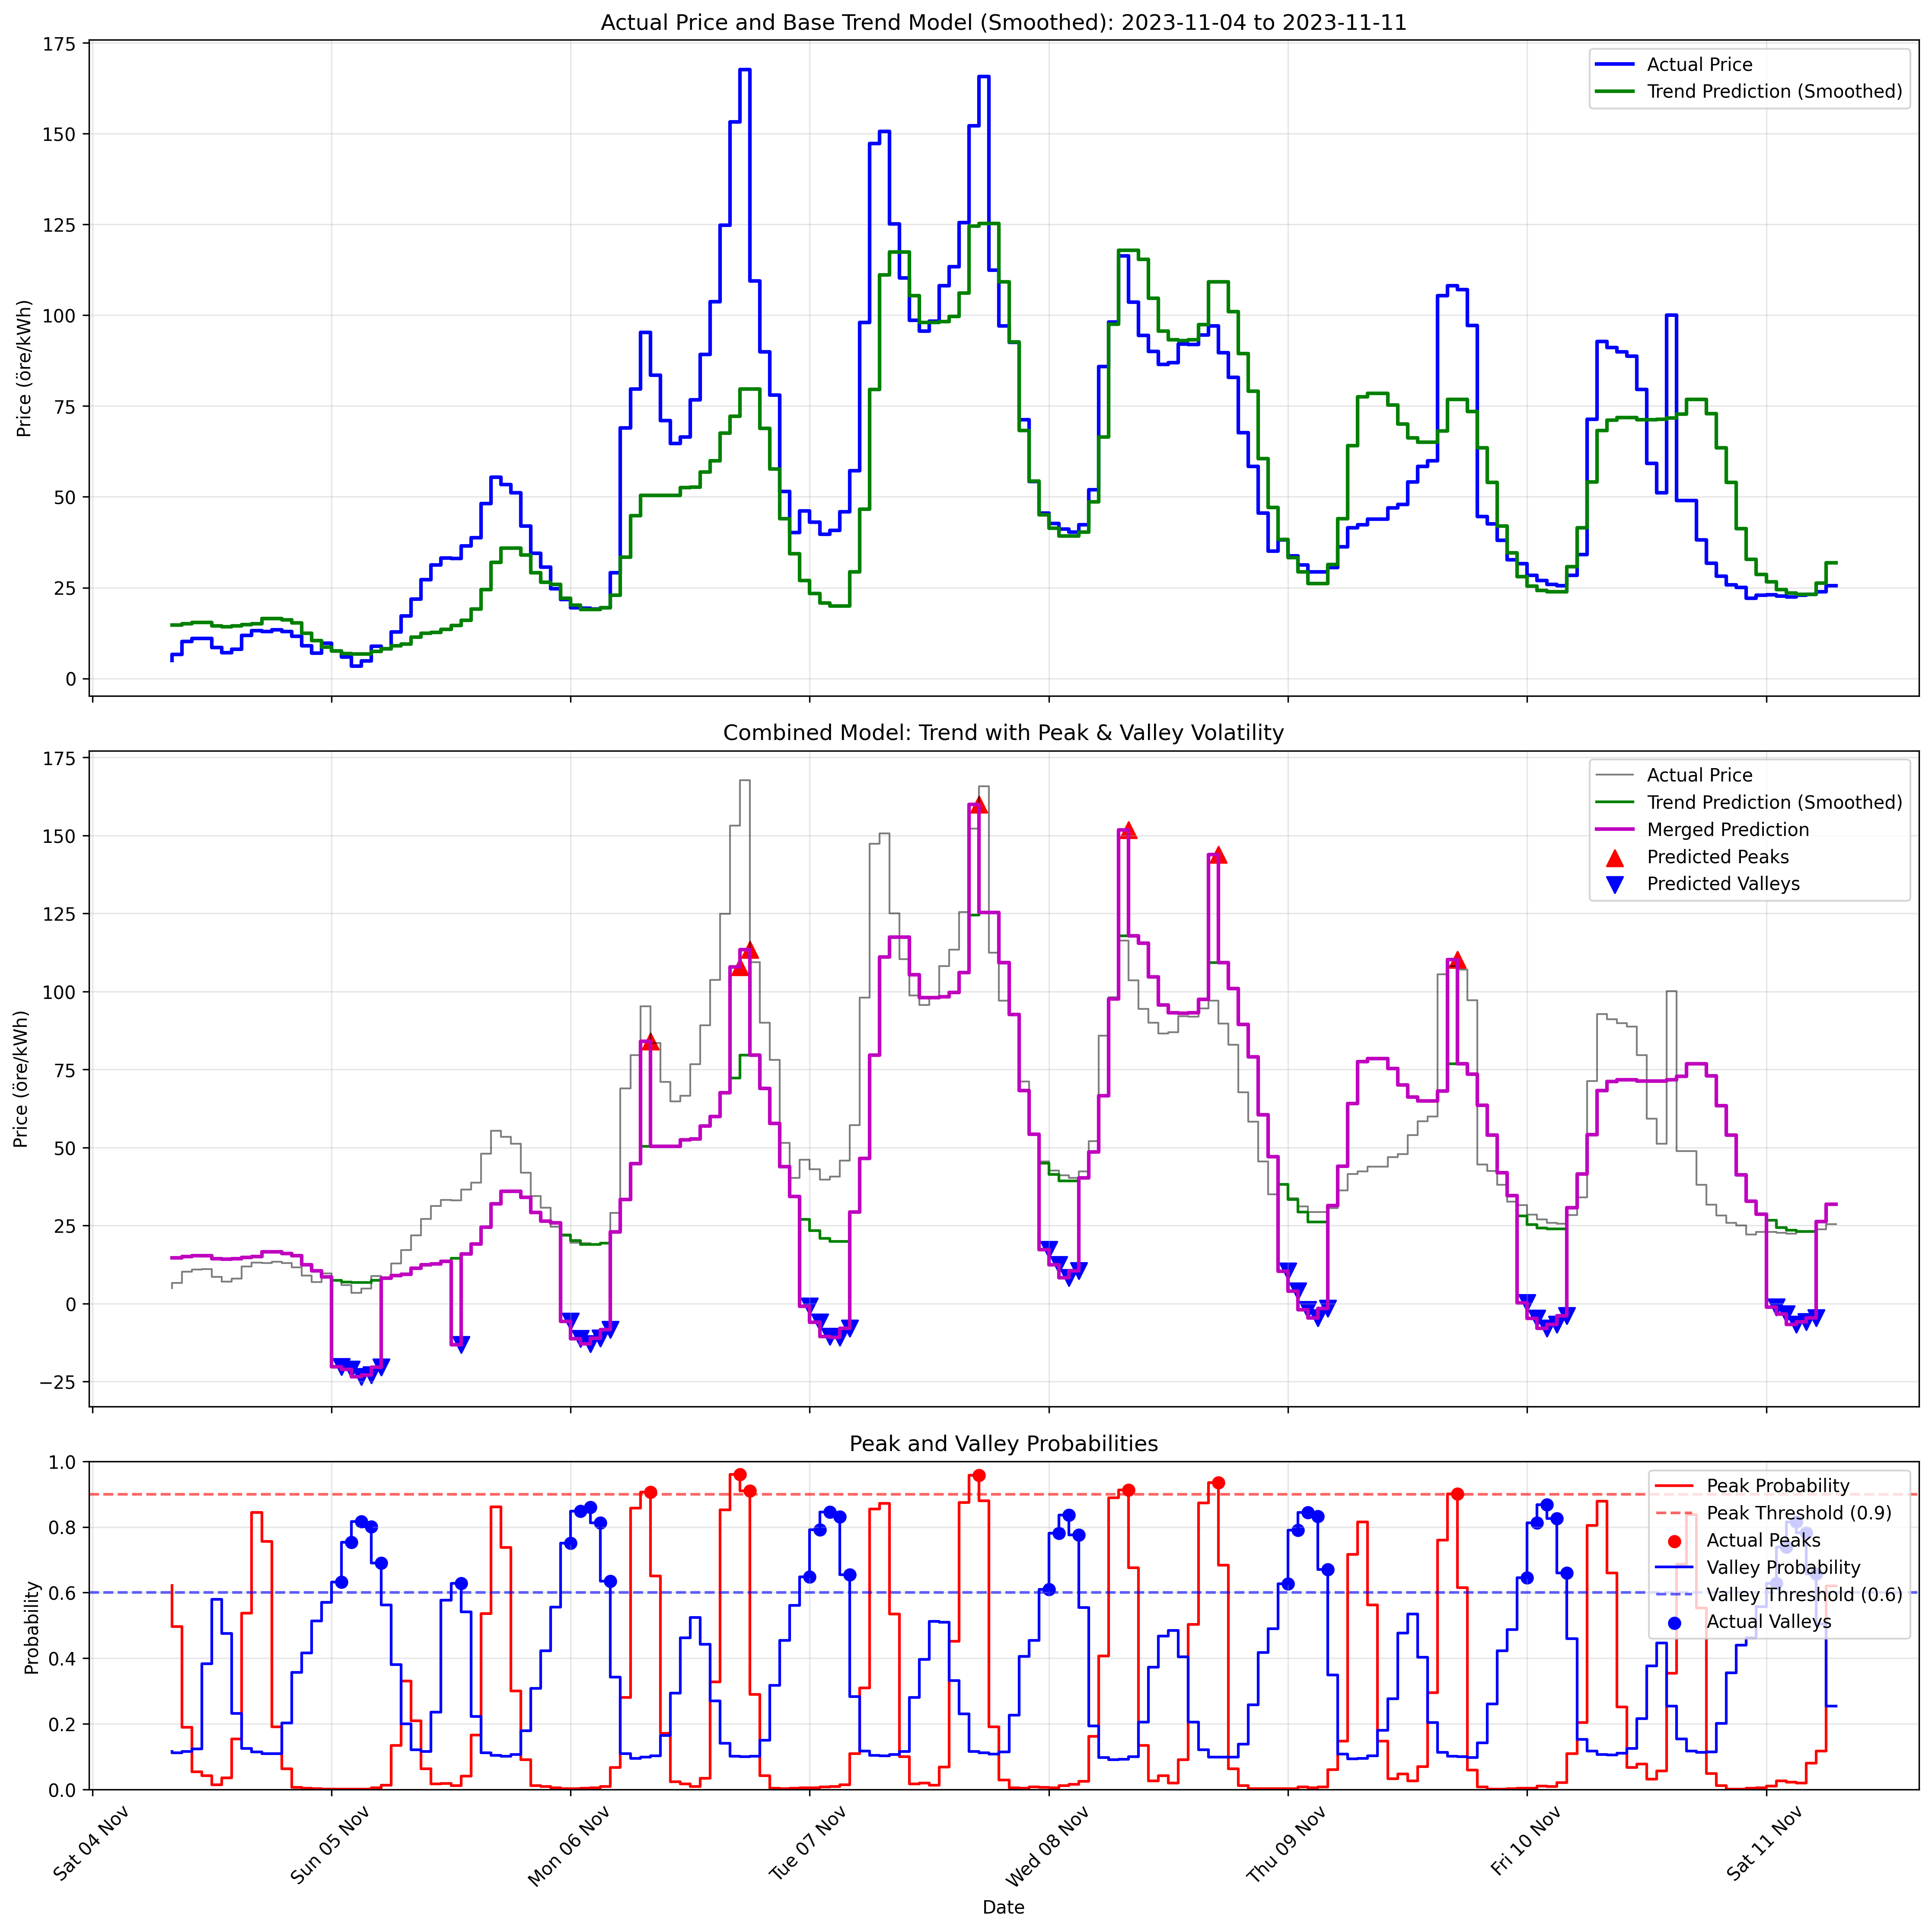 Actual Price and Base Trend Model (Smoothed): 2023-11-04 to 2023-11-11
Price (öre/kWh)
175
150
125
100
75
50
25
0
Actual Price
Trend Prediction (Smoothed)
Combined Model: Trend with Peak & Valley Volatility
Price (öre/kWh)
175
150
125
100
75
50
25
0
−25
Actual Price
Trend Prediction (Smoothed)
Merged Prediction
Predicted Peaks
Predicted Valleys
Peak and Valley Probabilities
Probability
1.0
0.8
0.6
0.4
0.2
0.0
Peak Probability
Peak Threshold (0.9)
Actual Peaks
Valley Probability
Valley Threshold (0.6)
Actual Valleys
Sat 04 Nov
Sun 05 Nov
Mon 06 Nov
Tue 07 Nov
Wed 08 Nov
Thu 09 Nov
Fri 10 Nov
Sat 11 Nov
Date